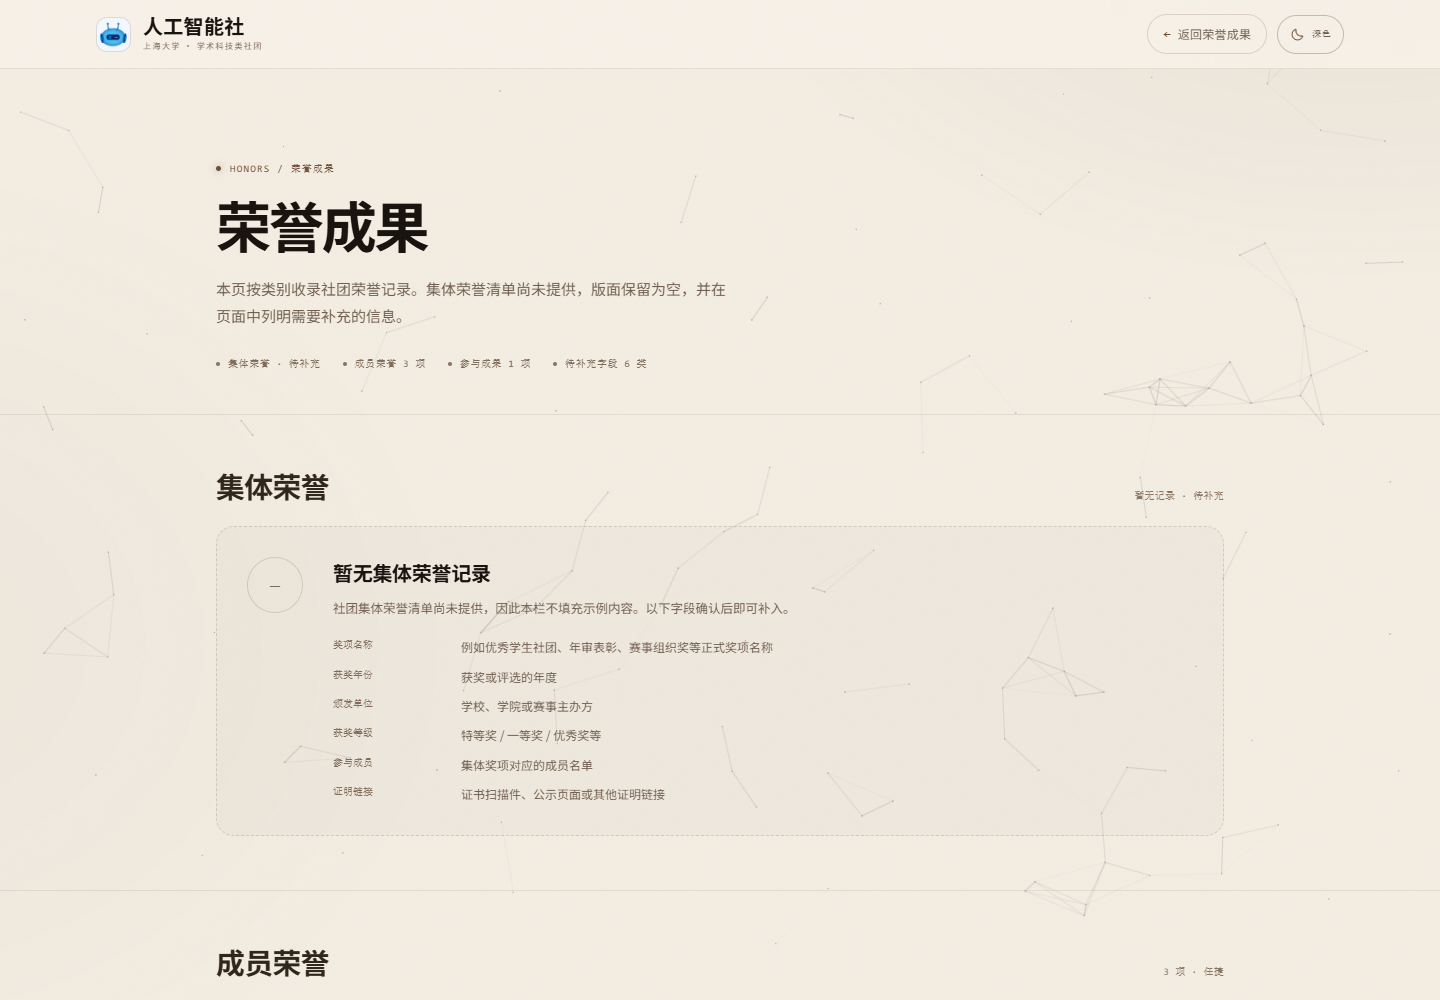 人工智能社
上海大学 · 学术科技类社团
← 返回荣誉成果
深色
HONORS / 荣誉成果
荣誉成果
本页按类别收录社团荣誉记录。集体荣誉清单尚未提供，版面保留为空，并在
页面中列明需要补充的信息。
集体荣誉 · 待补充
成员荣誉 3 项
参与成果 1 项
待补充字段 6 类
集体荣誉
暂无记录 · 待补充
—
暂无集体荣誉记录
社团集体荣誉清单尚未提供，因此本栏不填充示例内容。以下字段确认后即可补入。
奖项名称 例如优秀学生社团、年审表彰、赛事组织奖等正式奖项名称
获奖年份 获奖或评选的年度
颁发单位 学校、学院或赛事主办方
获奖等级 特等奖 / 一等奖 / 优秀奖等
参与成员 集体奖项对应的成员名单
证明链接 证书扫描件、公示页面或其他证明链接
成员荣誉
3 项 · 任捷